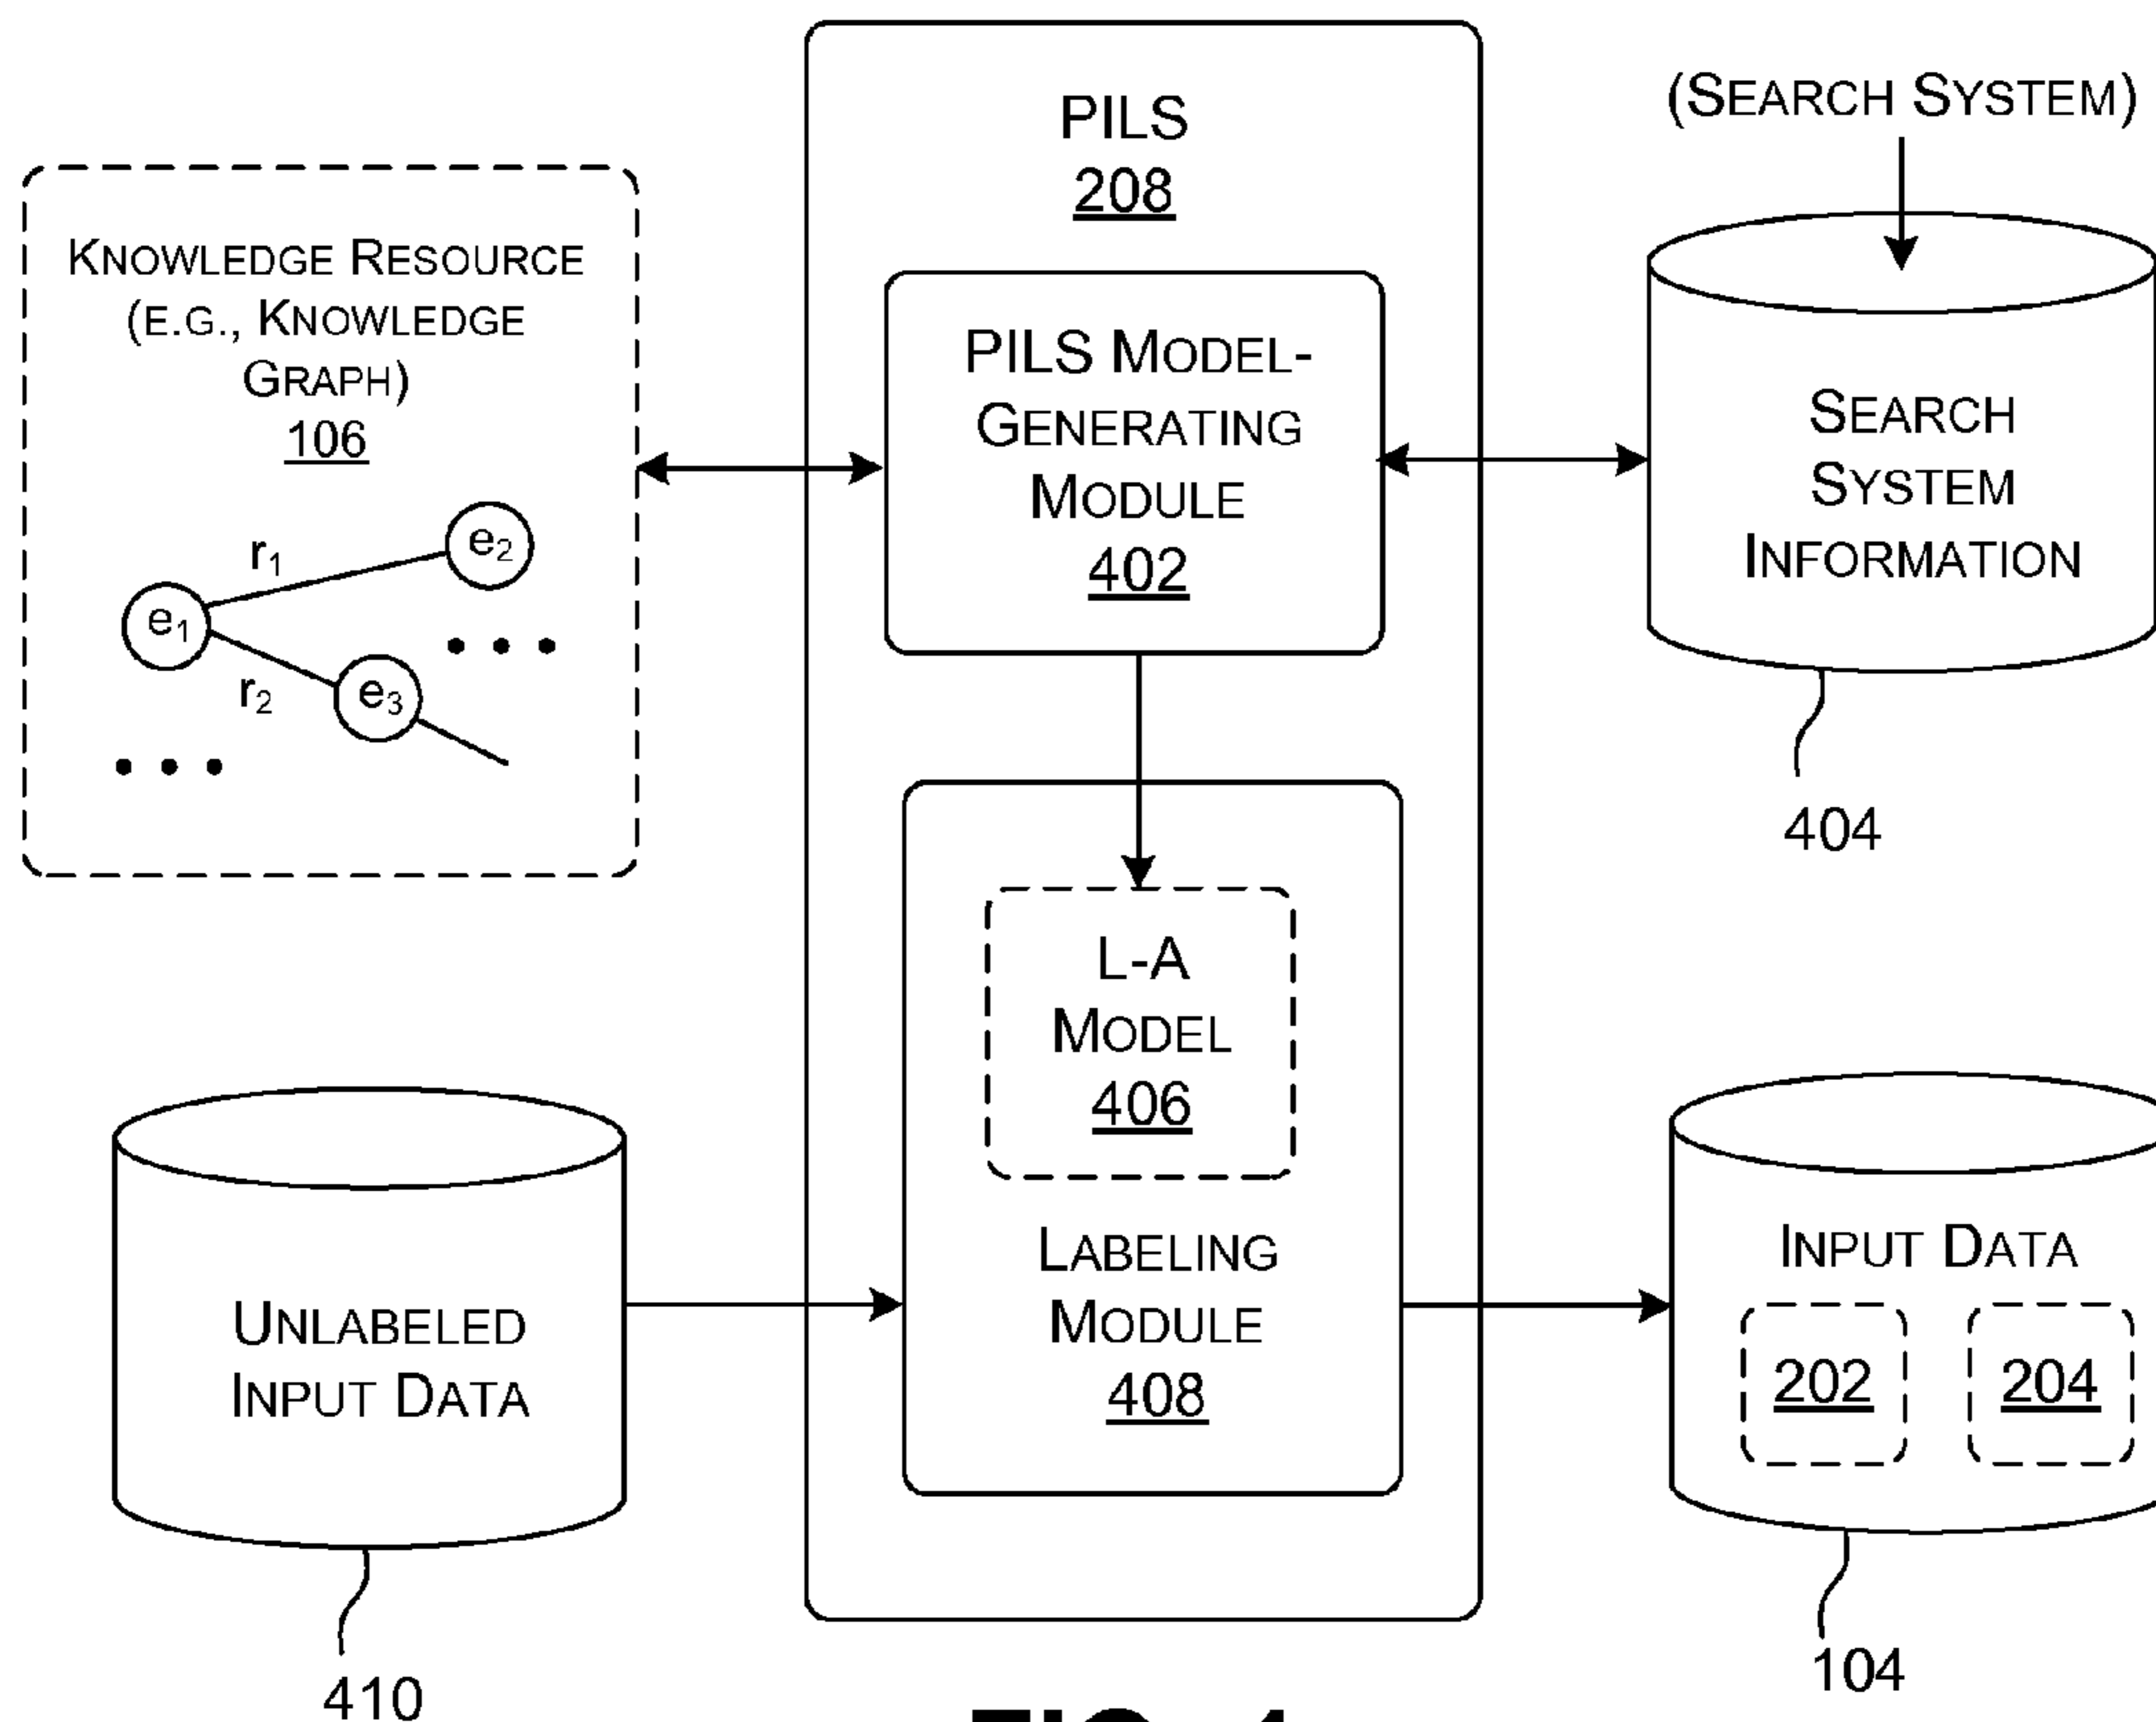 PILS
208
(SEARCH SYSTEM)
KNOWLEDGE RESOURCE
(E.G., KNOWLEDGE
GRAPH)
106
r1
e2
e1
r2
e3
PILS MODEL-
GENERATING
MODULE
402
SEARCH
SYSTEM
INFORMATION
404
L-A
MODEL
406
LABELING
MODULE
408
UNLABELED
INPUT DATA
410
INPUT DATA
202
204
104